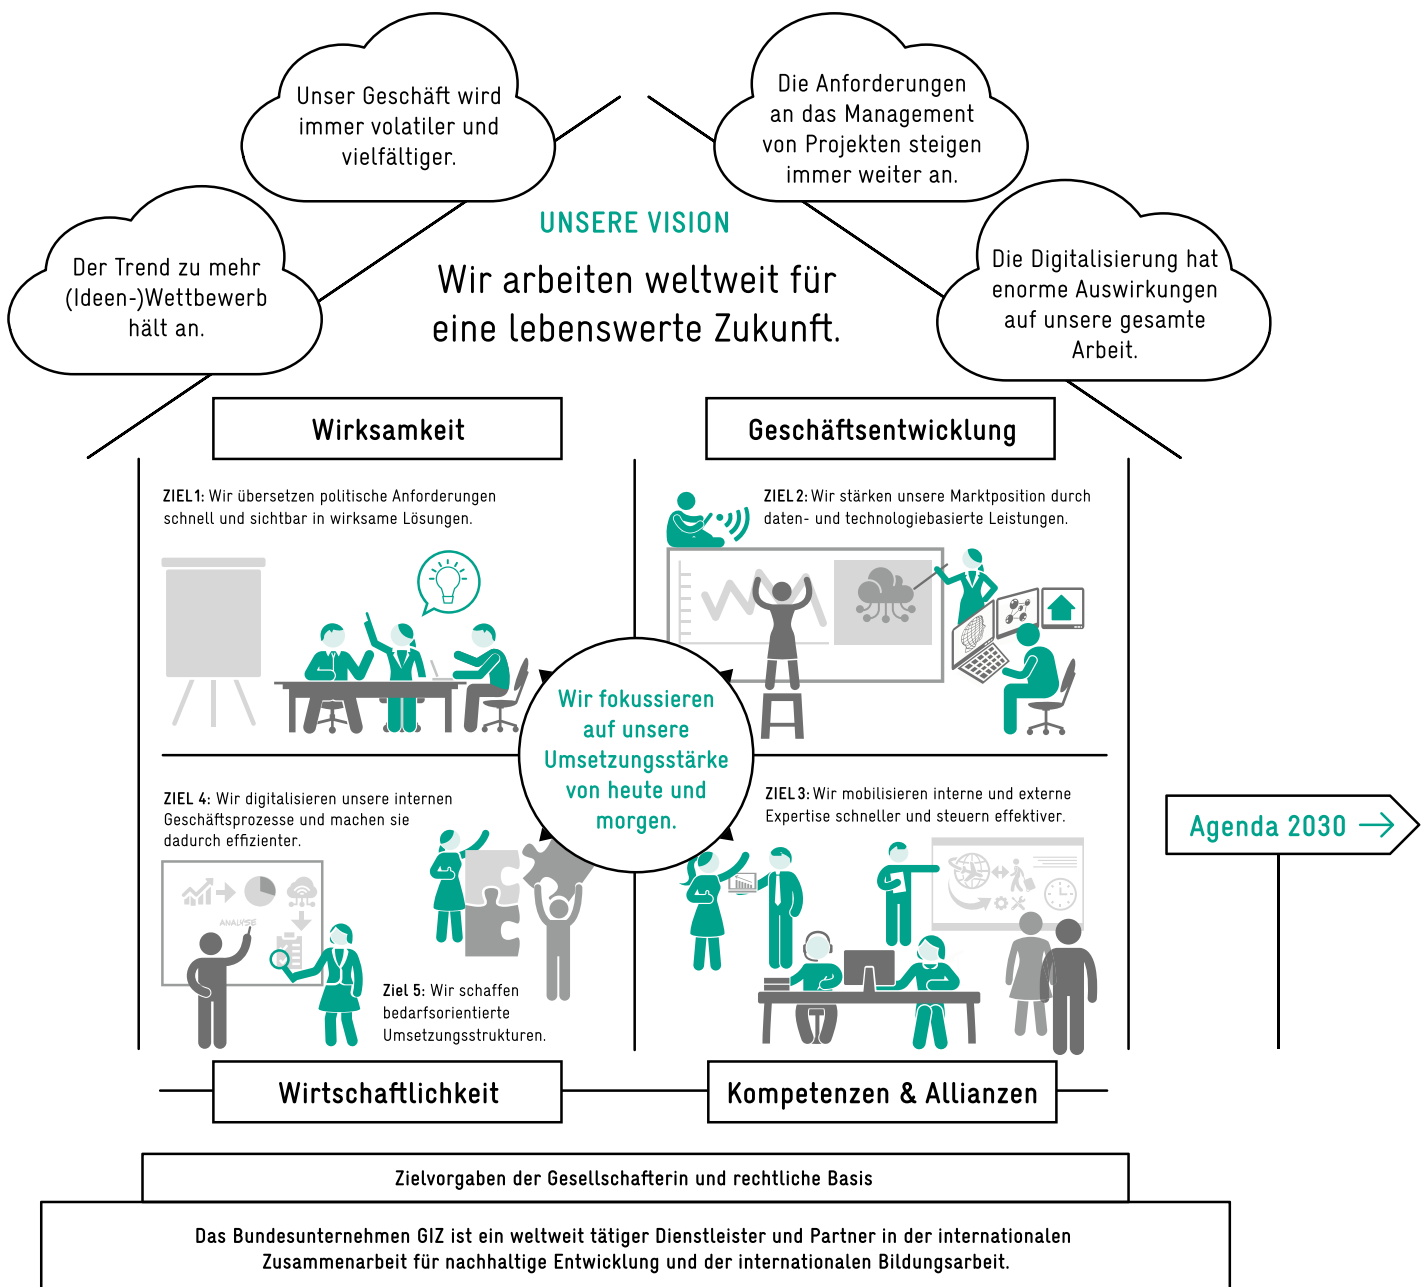 Unser Geschäft wird
immer volatiler und
vielfältiger.
Die Anforderungen
an das Management
von Projekten steigen
immer weiter an.
Der Trend zu mehr
(Ideen-)Wettbewerb
hält an.
Die Digitalisierung hat
enorme Auswirkungen
auf unsere gesamte
Arbeit.
UNSERE VISION
Wir arbeiten weltweit für
eine lebenswerte Zukunft.
Wirksamkeit
Geschäftsentwicklung
ZIEL 1: Wir übersetzen politische Anforderungen
schnell und sichtbar in wirksame Lösungen.
ZIEL 2: Wir stärken unsere Marktposition durch
daten- und technologiebasierte Leistungen.
Wir fokussieren
auf unsere
Umsetzungsstärke
von heute und
morgen.
ZIEL 4: Wir digitalisieren unsere internen
Geschäftsprozesse und machen sie
dadurch effizienter.
ANALYSE
Ziel 5: Wir schaffen
bedarfsorientierte
Umsetzungsstrukturen.
ZIEL 3: Wir mobilisieren interne und externe
Expertise schneller und steuern effektiver.
Agenda 2030 →
Wirtschaftlichkeit
Kompetenzen & Allianzen
Zielvorgaben der Gesellschafterin und rechtliche Basis
Das Bundesunternehmen GIZ ist ein weltweit tätiger Dienstleister und Partner in der internationalen
Zusammenarbeit für nachhaltige Entwicklung und der internationalen Bildungsarbeit.